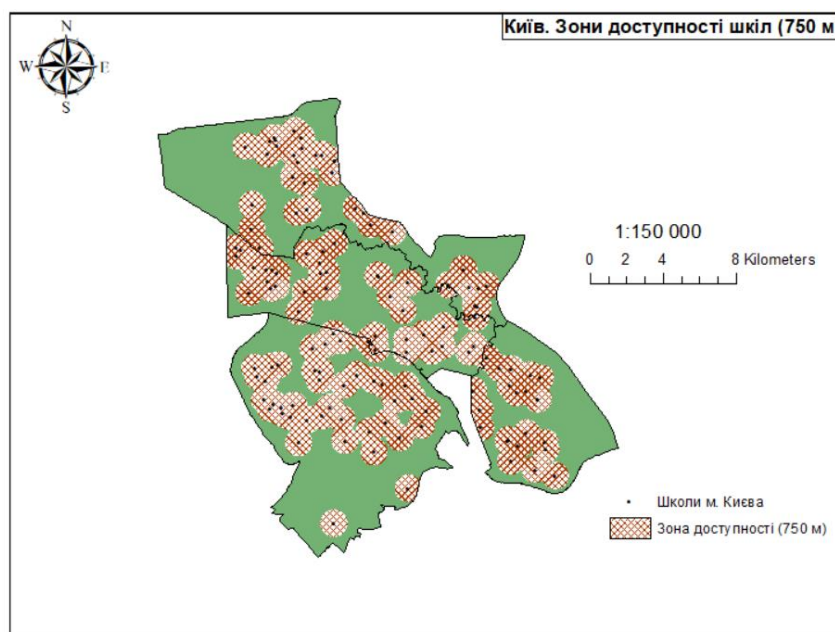 Київ. Зони доступності шкіл (750 м
N
W E
S
1:150 000
0 2 4 8 Kilometers
Школи м. Києва
Зона доступності (750 м)